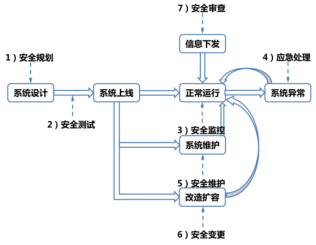 7）安全审查
信息下发
1）安全规划
4）应急处理
系统设计
系统上线
正常运行
系统异常
2）安全测试
3）安全监控
系统维护
5）安全维护
改造扩容
6）安全变更